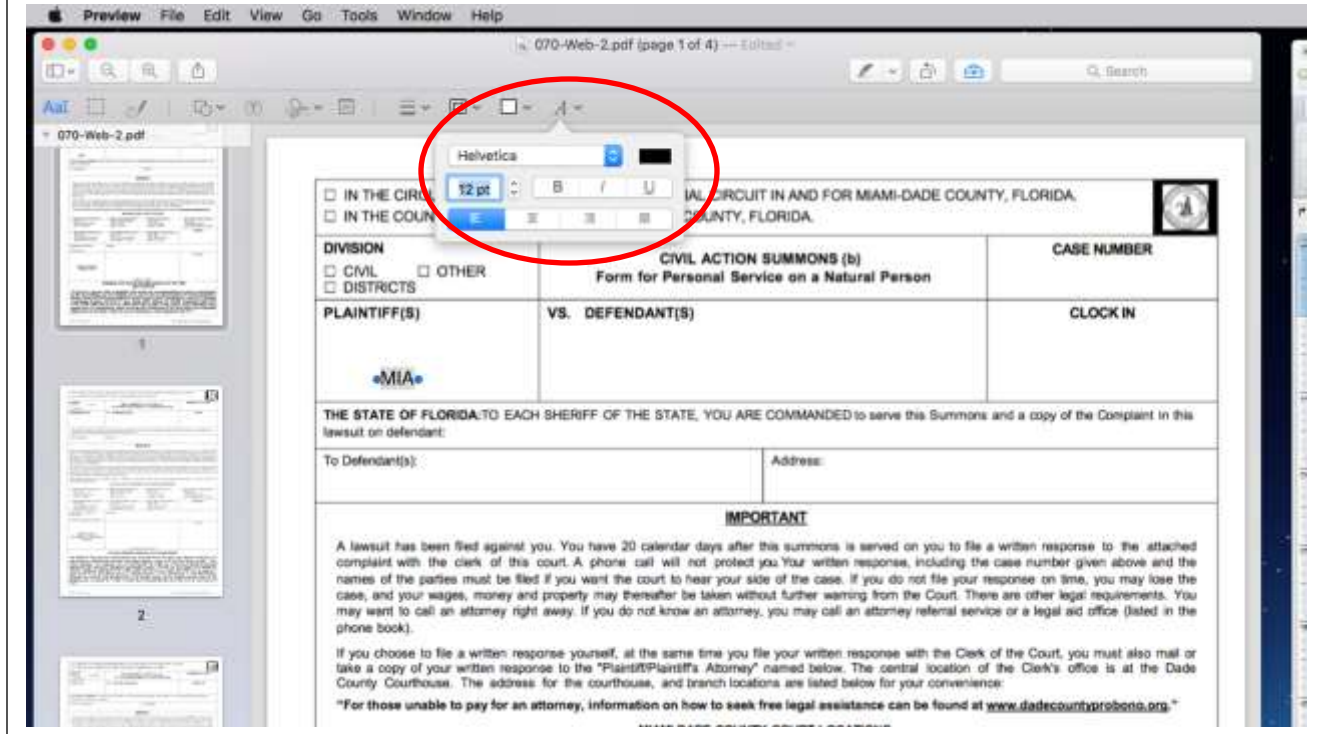 Preview File Edit View Go Tools Window Help
070-Web-2.pdf (page 1 of 4) — Edited
Search
AaI
A
070-Web-2.pdf
Helvetica
12 pt B I U
IN THE CIRC AL CIRCUIT IN AND FOR MIAMI-DADE COUNTY, FLORIDA.
IN THE COUN COUNTY, FLORIDA.
DIVISION
CIVIL OTHER
DISTRICTS
CIVIL ACTION SUMMONS (b)
Form for Personal Service on a Natural Person
CASE NUMBER
PLAINTIFF(S)
VS. DEFENDANT(S)
CLOCK IN
MIA
THE STATE OF FLORIDA:TO EACH SHERIFF OF THE STATE, YOU ARE COMMANDED to serve this Summons and a copy of the Complaint in this
lawsuit on defendant:
To Defendant(s):
Address:
IMPORTANT
A lawsuit has been filed against you. You have 20 calendar days after this summons is served on you to file a written response to the attached
complaint with the clerk of this court. A phone call will not protect you.Your written response, including the case number given above and the
names of the parties must be filed if you want the court to hear your side of the case. If you do not file your response on time, you may lose the
case, and your wages, money and property may thereafter be taken without further warning from the Court. There are other legal requirements. You
may want to call an attorney right away. If you do not know an attorney, you may call an attorney referral service or a legal aid office (listed in the
phone book).
If you choose to file a written response yourself, at the same time you file your written response with the Clerk of the Court, you must also mail or
take a copy of your written response to the "Plaintiff/Plaintiff's Attorney" named below. The central location of the Clerk's office is at the Dade
County Courthouse. The address for the courthouse, and branch locations are listed below for your convenience:
"For those unable to pay for an attorney, information on how to seek free legal assistance can be found at www.dadecountyprobono.org."
1
2